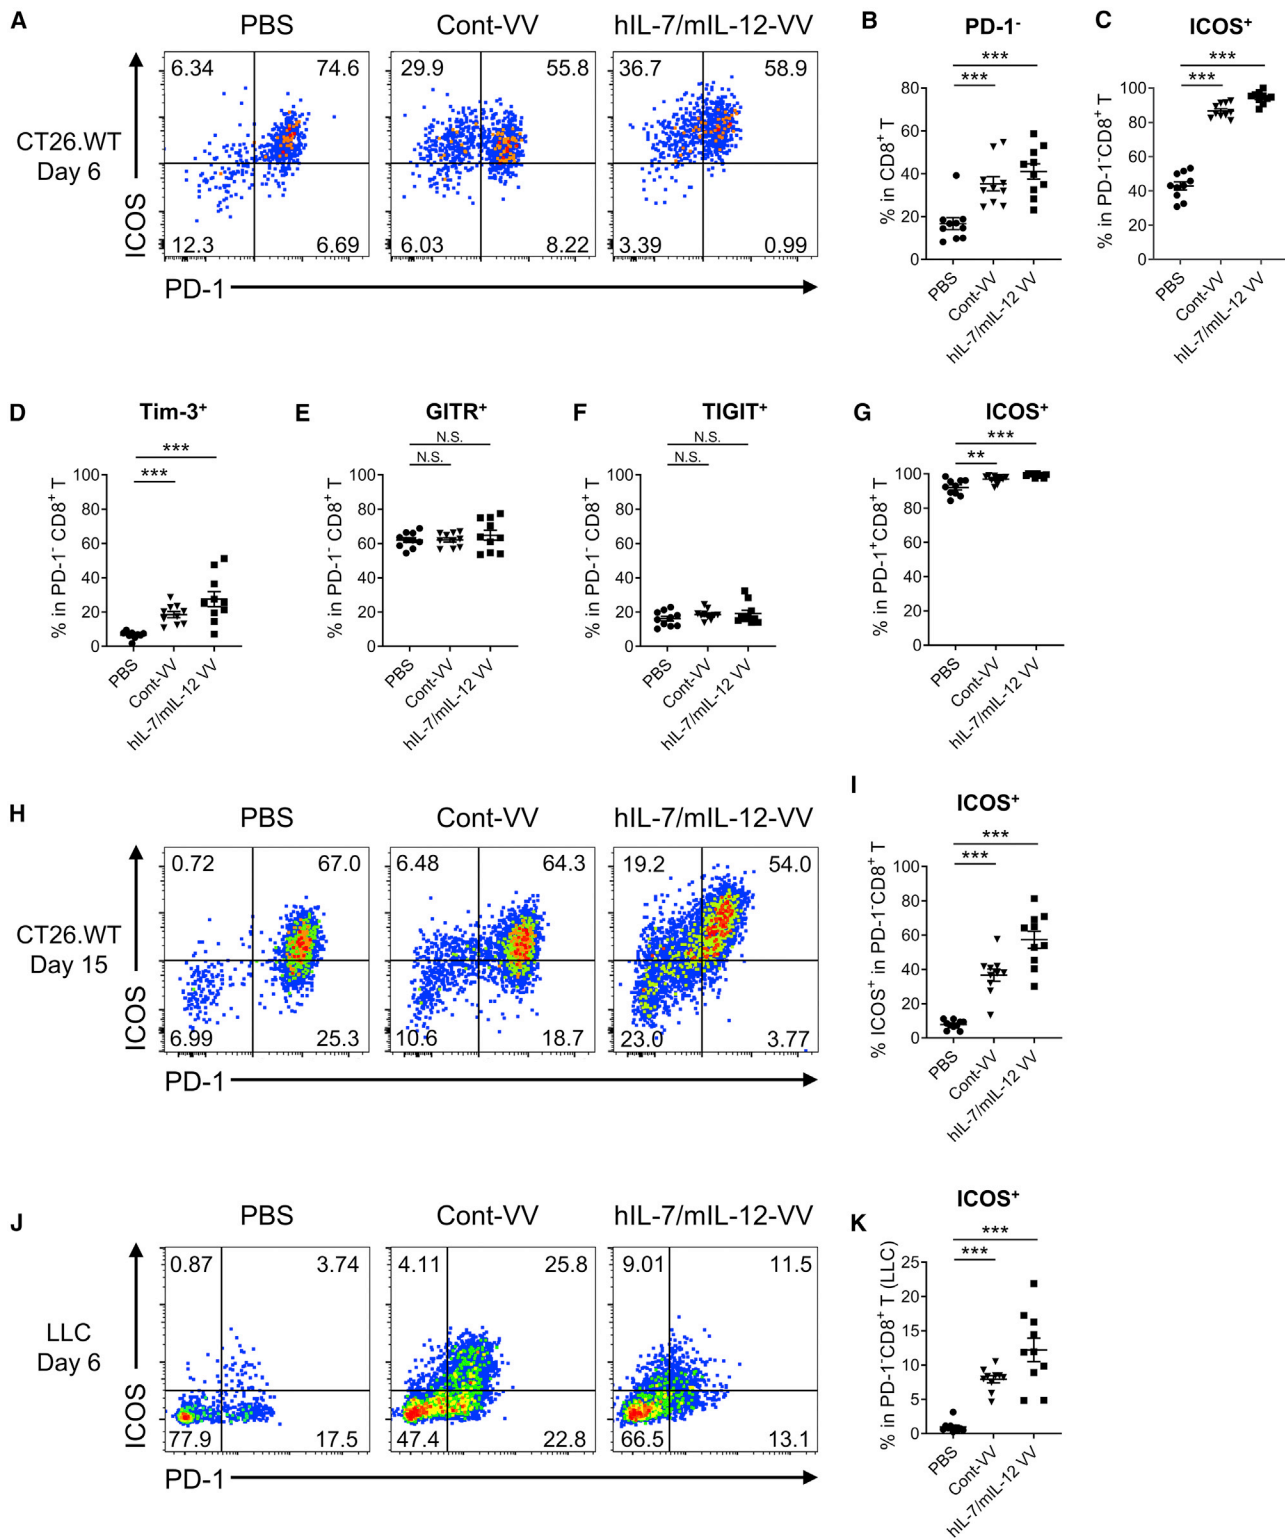 A
PBS
Cont-VV
hIL-7/mIL-12-VV
CT26.WT
Day 6
ICOS
6.34
74.6
12.3
6.69
29.9
55.8
6.03
8.22
36.7
58.9
3.39
0.99
PD-1
B
PD-1-
***
***
% in CD8+ T
80
60
40
20
0
PBS
Cont-VV
hIL-7/mIL-12 VV
C
ICOS+
***
***
% in PD-1-CD8+ T
100
80
60
40
20
0
PBS
Cont-VV
hIL-7/mIL-12 VV
D
Tim-3+
***
***
% in PD-1- CD8+ T
100
80
60
40
20
0
PBS
Cont-VV
hIL-7/mIL-12 VV
E
GITR+
N.S.
N.S.
% in PD-1- CD8+ T
100
80
60
40
20
0
PBS
Cont-VV
hIL-7/mIL-12 VV
F
TIGIT+
N.S.
N.S.
% in PD-1- CD8+ T
100
80
60
40
20
0
PBS
Cont-VV
hIL-7/mIL-12 VV
G
ICOS+
***
**
% in PD-1+CD8+ T
100
80
60
40
20
0
PBS
Cont-VV
hIL-7/mIL-12 VV
H
PBS
Cont-VV
hIL-7/mIL-12-VV
CT26.WT
Day 15
ICOS
0.72
67.0
6.99
25.3
6.48
64.3
10.6
18.7
19.2
54.0
23.0
3.77
PD-1
I
ICOS+
***
***
% ICOS+ in PD-1-CD8+ T
100
80
60
40
20
0
PBS
Cont-VV
hIL-7/mIL-12 VV
J
PBS
Cont-VV
hIL-7/mIL-12-VV
LLC
Day 6
ICOS
0.87
3.74
77.9
17.5
4.11
25.8
47.4
22.8
9.01
11.5
66.5
13.1
PD-1
K
ICOS+
***
***
% in PD-1-CD8+ T (LLC)
25
20
15
10
5
0
PBS
Cont-VV
hIL-7/mIL-12 VV